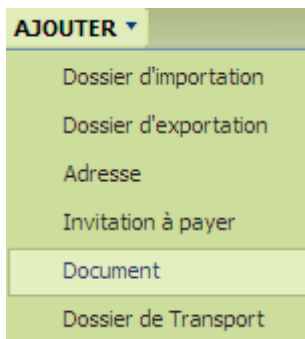 AJOUTER
Dossier d'importation
Dossier d'exportation
Adresse
Invitation à payer
Document
Dossier de Transport